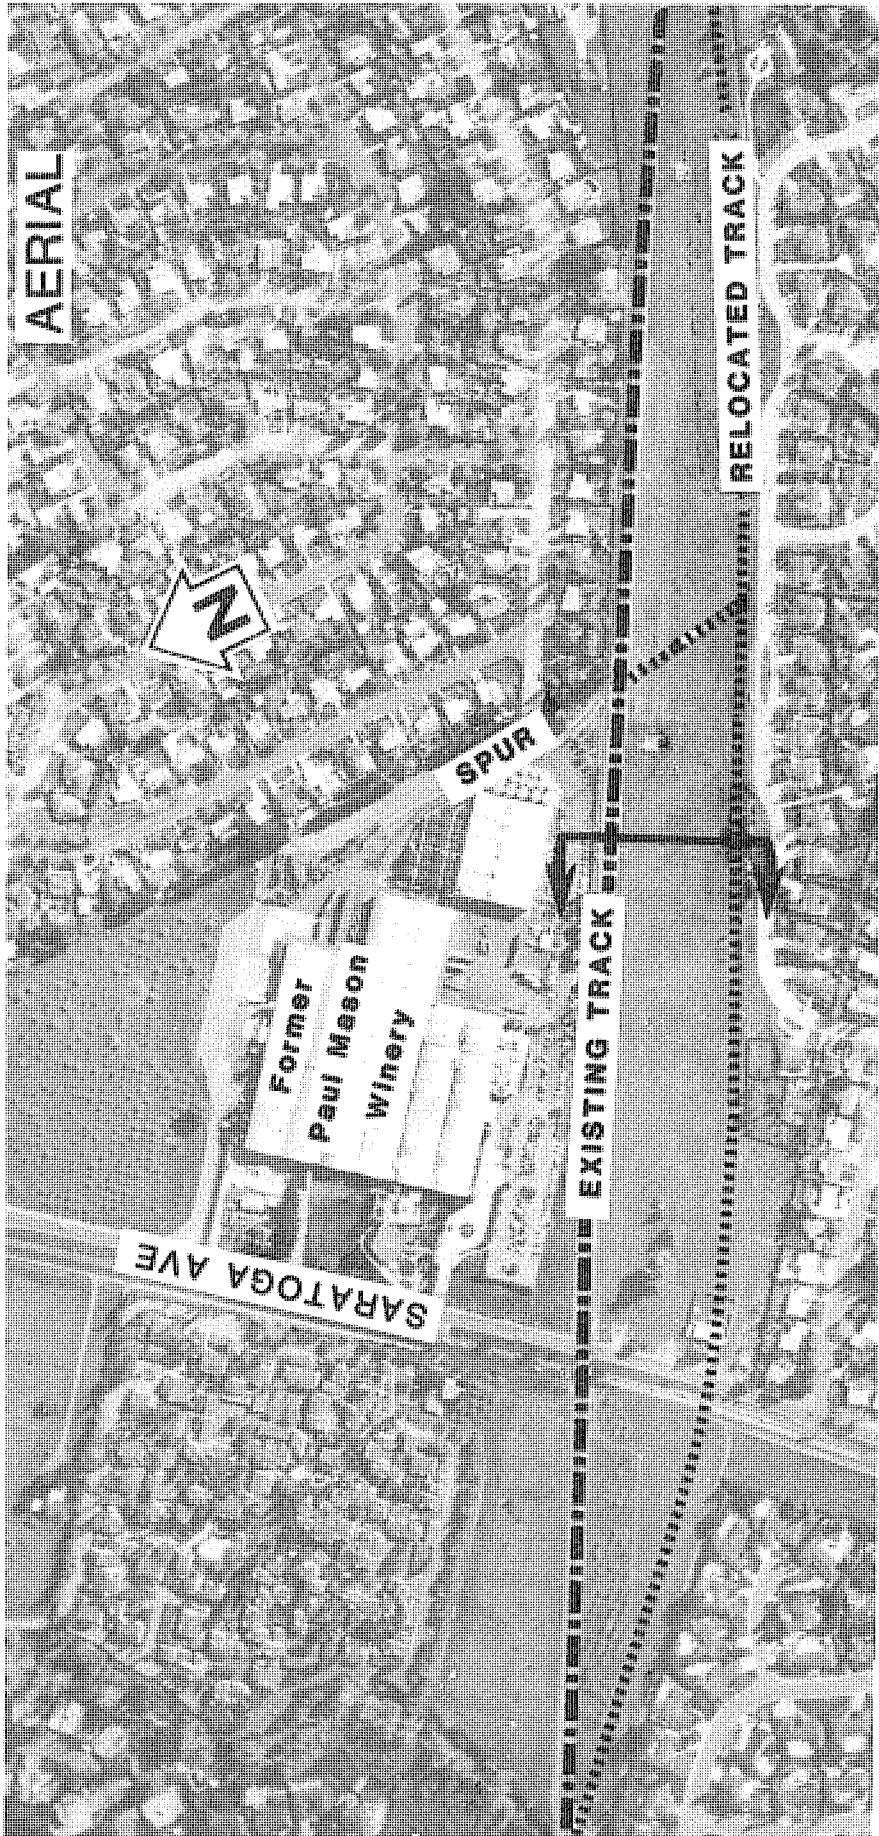 AERIAL
RELOCATED TRACK
N
SPUR
EXISTING TRACK
Former
Paul Mason
Winery
SARATOGA AVE